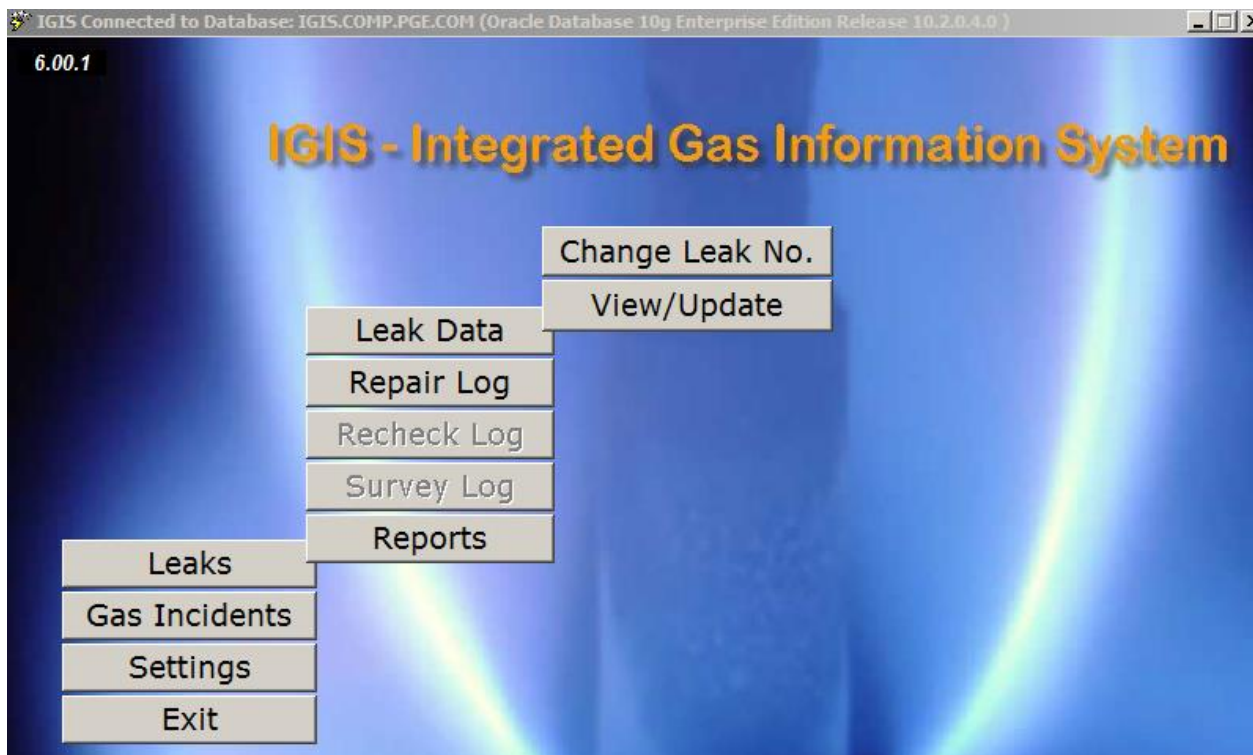 IGIS Connected to Database: IGIS.COMP.PGE.COM (Oracle Database 10g Enterprise Edition Release 10.2.0.4.0 )
6.00.1
IGIS - Integrated Gas Information System
Change Leak No.
View/Update
Leak Data
Repair Log
Recheck Log
Survey Log
Reports
Leaks
Gas Incidents
Settings
Exit